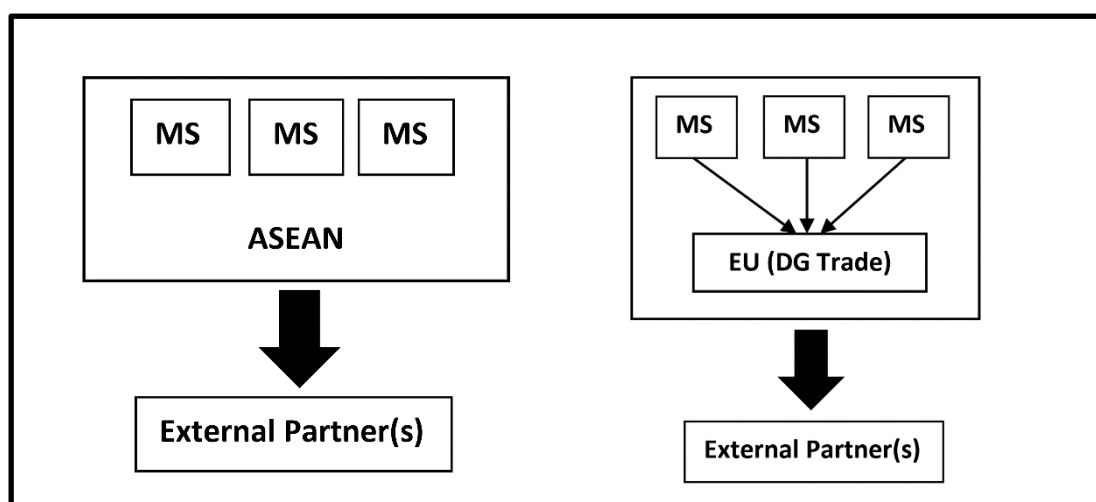 MS MS MS
ASEAN
External Partner(s)
MS MS MS
EU (DG Trade)
External Partner(s)